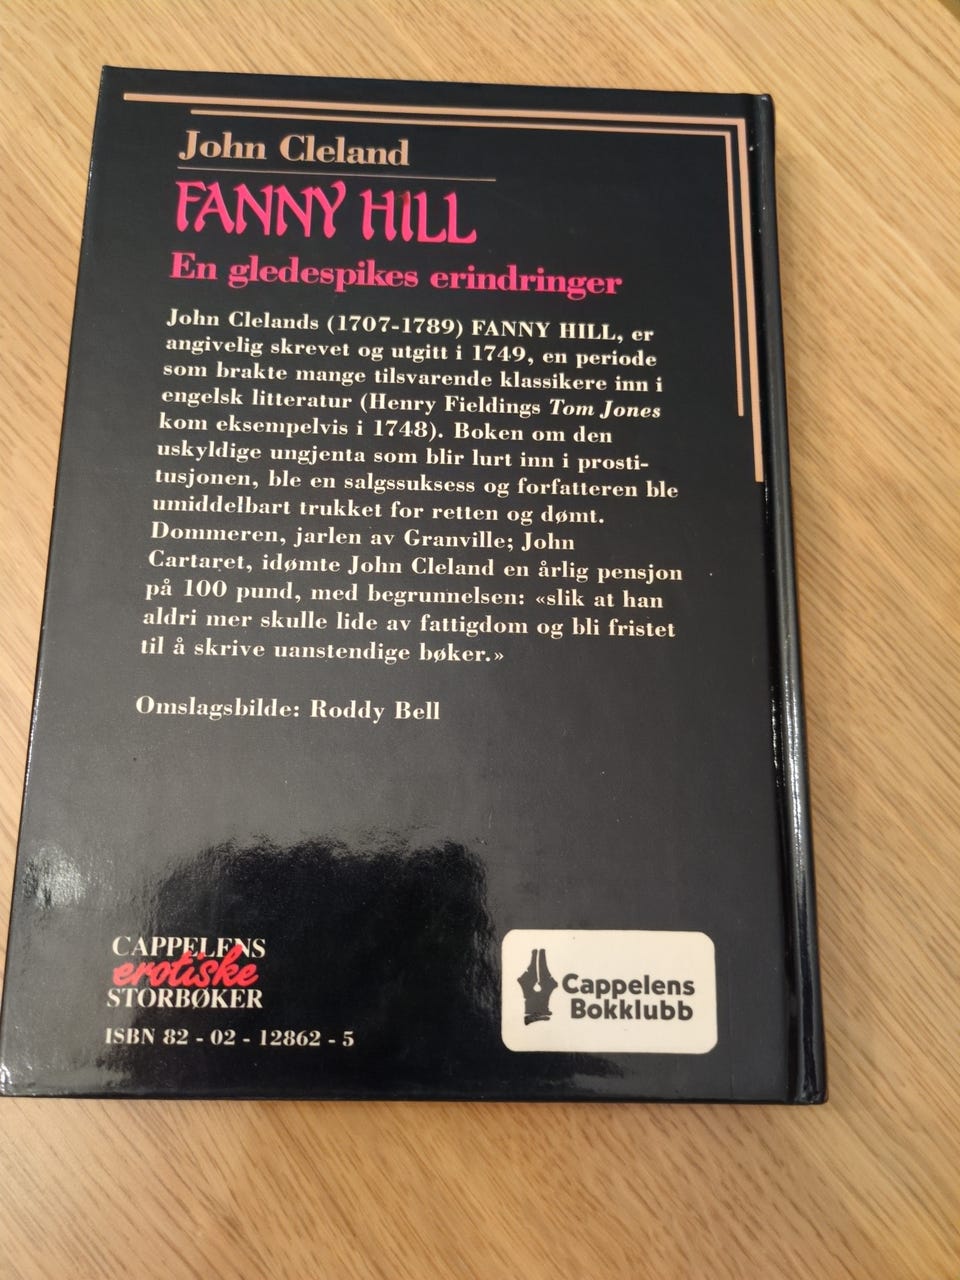 John Cleland
FANNY HILL
En gledespikes erindringer
John Clelands (1707-1789) FANNY HILL, er
angivelig skrevet og utgitt i 1749, en periode
som brakte mange tilsvarende klassikere inn i
engelsk litteratur (Henry Fieldings Tom Jones
kom eksempelvis i 1748). Boken om den
uskyldige ungjenta som blir lurt inn i prosti-
tusjonen, ble en salgssuksess og forfatteren ble
umiddelbart trukket for retten og dømt.
Dommeren, jarlen av Granville; John
Cartaret, idømte John Cleland en årlig pensjon
på 100 pund, med begrunnelsen: «slik at han
aldri mer skulle lide av fattigdom og bli fristet
til å skrive uanstendige bøker.»
Omslagsbilde: Roddy Bell
CAPPELENS
erotiske
STORBØKER
ISBN 82 - 02 - 12862 - 5
Cappelens
Bokklubb